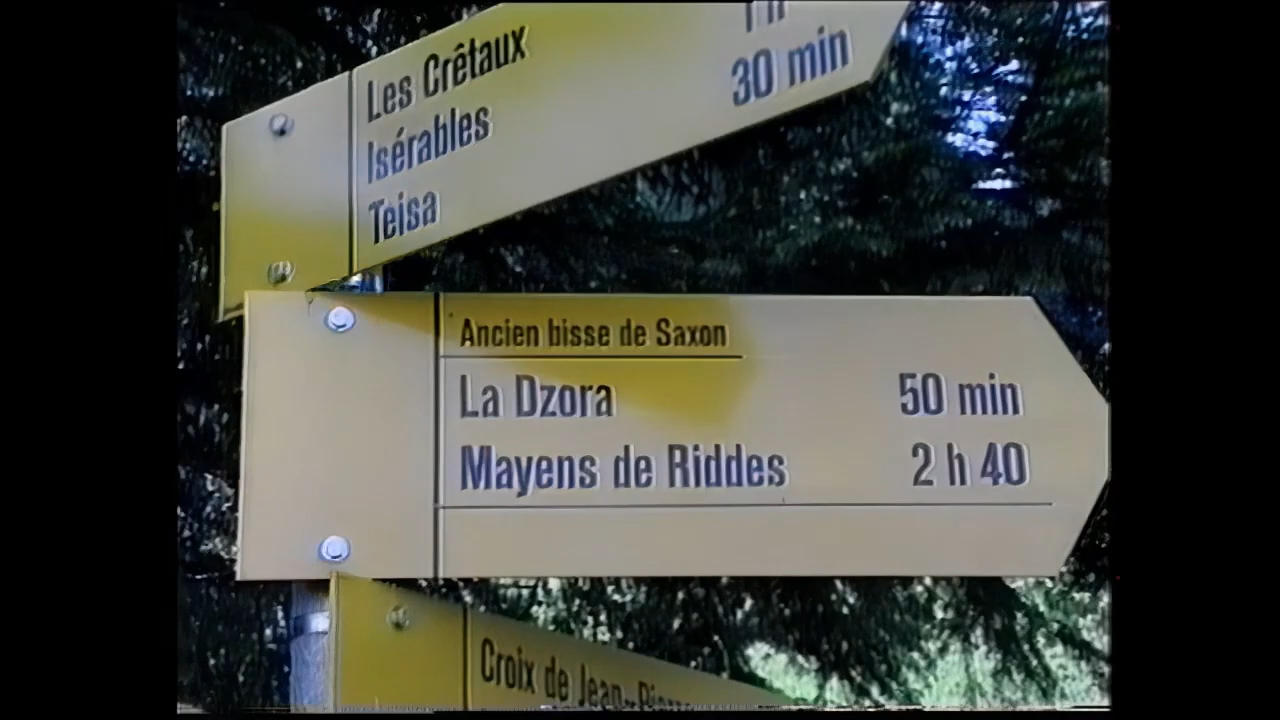 Les Crêtaux 1 h
Isérables 30 min
Teisa
Ancien bisse de Saxon
La Dzora 50 min
Mayens de Riddes 2 h 40
Croix de Jean-Pierre